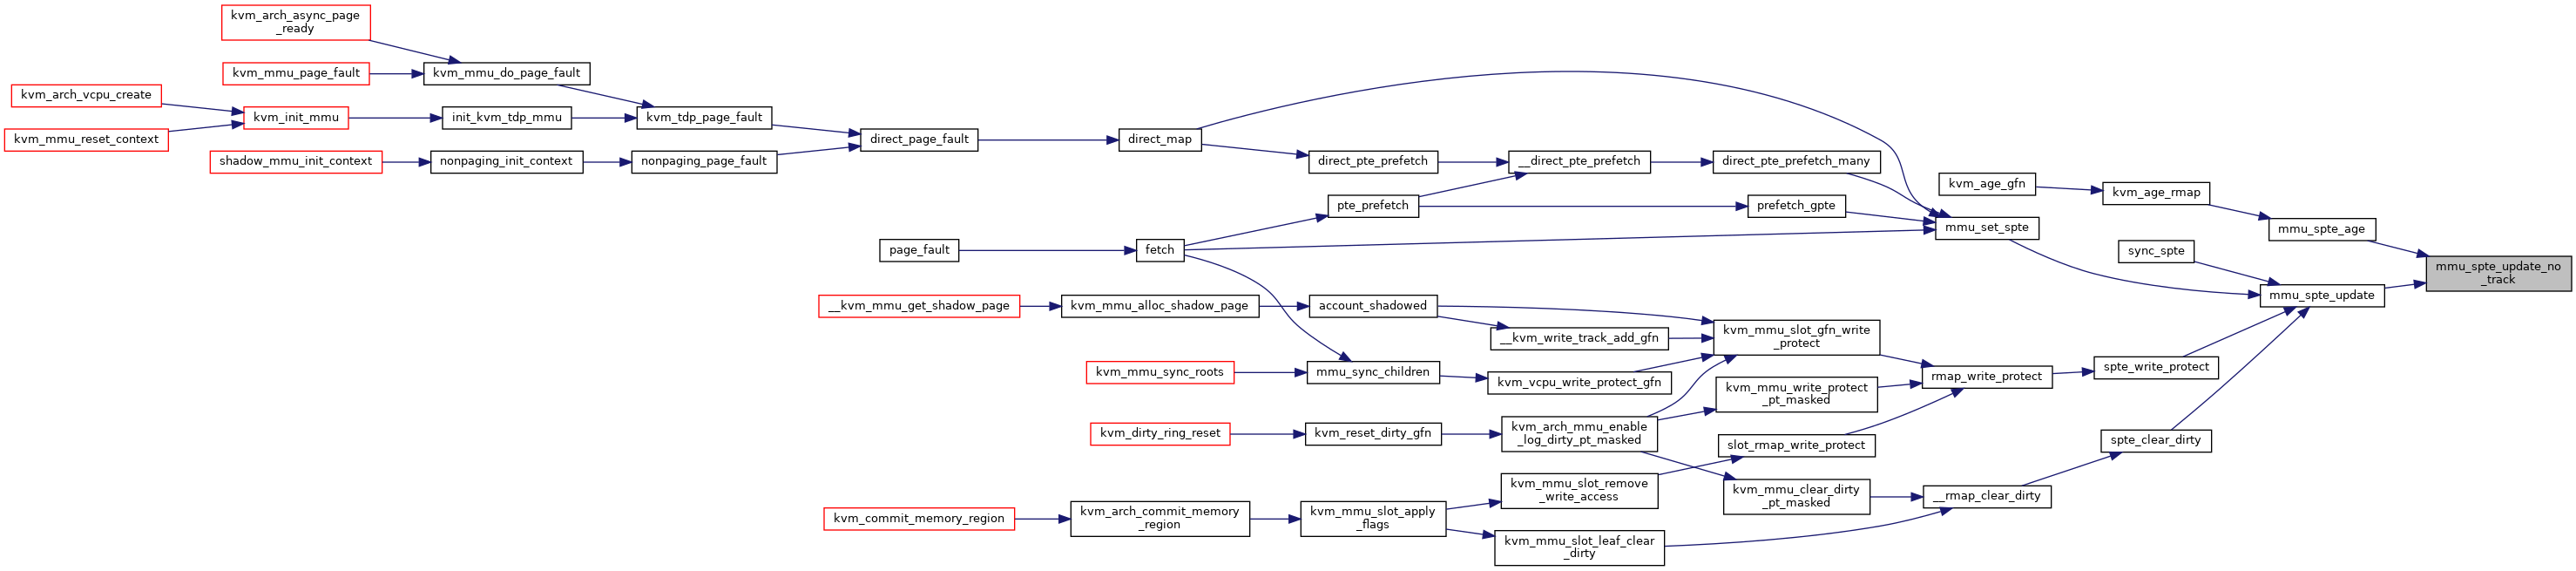 kvm_arch_async_page
_ready
kvm_mmu_page_fault
kvm_mmu_do_page_fault
kvm_arch_vcpu_create
kvm_init_mmu
init_kvm_tdp_mmu
kvm_tdp_page_fault
kvm_mmu_reset_context
shadow_mmu_init_context
nonpaging_init_context
nonpaging_page_fault
direct_page_fault
direct_map
direct_pte_prefetch
__direct_pte_prefetch
direct_pte_prefetch_many
pte_prefetch
prefetch_gpte
kvm_age_gfn
kvm_age_rmap
mmu_set_spte
mmu_spte_age
page_fault
fetch
sync_spte
mmu_spte_update_no
_track
mmu_spte_update
__kvm_mmu_get_shadow_page
kvm_mmu_alloc_shadow_page
account_shadowed
__kvm_write_track_add_gfn
kvm_mmu_slot_gfn_write
_protect
kvm_mmu_sync_roots
mmu_sync_children
kvm_vcpu_write_protect_gfn
kvm_mmu_write_protect
_pt_masked
rmap_write_protect
spte_write_protect
kvm_dirty_ring_reset
kvm_reset_dirty_gfn
kvm_arch_mmu_enable
_log_dirty_pt_masked
slot_rmap_write_protect
spte_clear_dirty
kvm_mmu_slot_remove
_write_access
kvm_mmu_clear_dirty
_pt_masked
__rmap_clear_dirty
kvm_commit_memory_region
kvm_arch_commit_memory
_region
kvm_mmu_slot_apply
_flags
kvm_mmu_slot_leaf_clear
_dirty